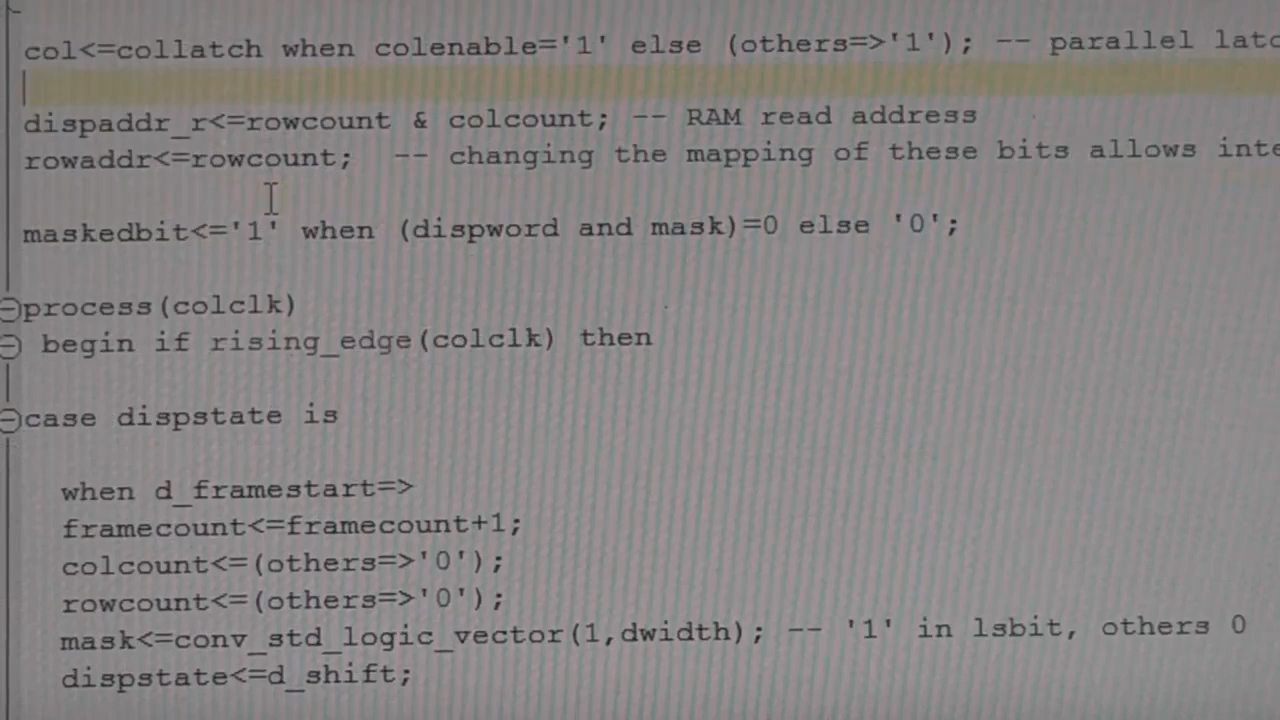 col<=collatch when colenable='1' else (others=>'1'); -- parallel
dispaddr_r<=rowcount & colcount; -- RAM read address
rowaddr<=rowcount;  -- changing the mapping of these bits allows
maskedbit<='1' when (dispword and mask)=0 else '0';
process(colclk)
begin if rising_edge(colclk) then
case dispstate is
when d_framestart=>
framecount<=framecount+1;
colcount<=(others=>'0');
rowcount<=(others=>'0');
mask<=conv_std_logic_vector(1,dwidth); -- '1' in lsbit, others 0
dispstate<=d_shift;